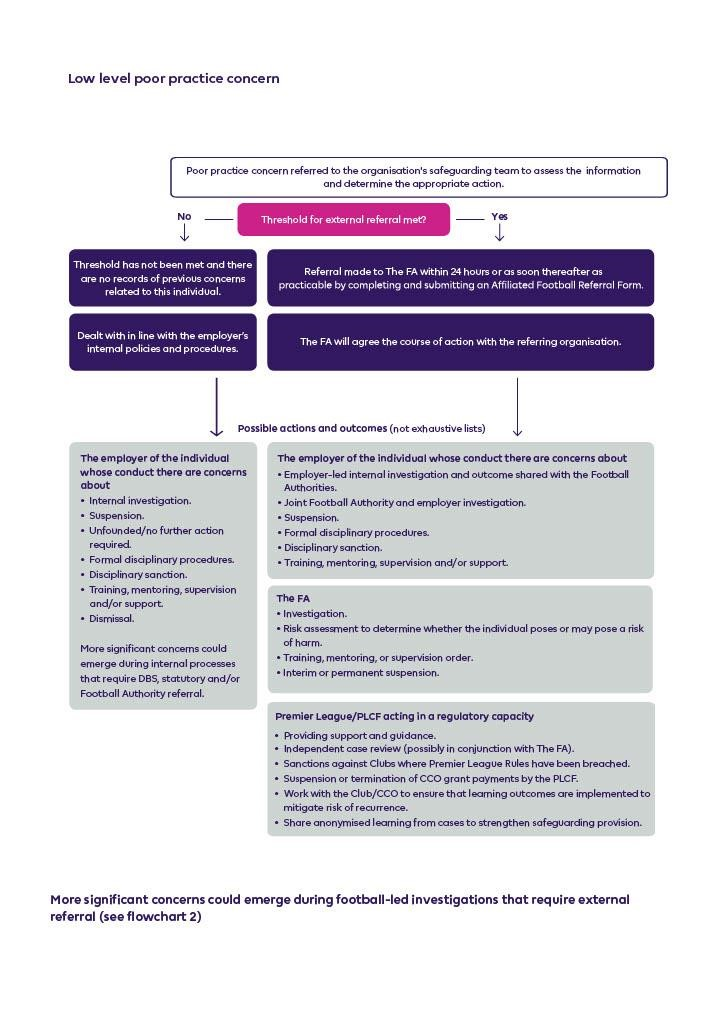 Low level poor practice concern
Poor practice concern referred to the organisation's safeguarding team to assess the  information
and determine the appropriate action.
No
Threshold for external referral met?
Yes
Threshold has not been met and there
are no records of previous concerns
related to this individual.
Referral made to The FA within 24 hours or as soon thereafter as
practicable by completing and submitting an Affiliated Football Referral Form.
Dealt with in line with the employer's
internal policies and procedures.
The FA will agree the course of action with the referring organisation.
Possible actions and outcomes (not exhaustive lists)
The employer of the individual
whose conduct there are concerns
about
• Internal investigation.
• Suspension.
• Unfounded/no further action
required.
• Formal disciplinary procedures.
• Disciplinary sanction.
• Training, mentoring, supervision
and/or support.
• Dismissal.
More significant concerns could
emerge during internal processes
that require DBS, statutory and/or
Football Authority referral.
The employer of the individual whose conduct there are concerns about
• Employer-led internal investigation and outcome shared with the Football
Authorities.
• Joint Football Authority and employer investigation.
• Suspension.
• Formal disciplinary procedures.
• Disciplinary sanction.
• Training, mentoring, supervision and/or support.
The FA
• Investigation.
• Risk assessment to determine whether the individual poses or may pose a risk
of harm.
• Training, mentoring, or supervision order.
• Interim or permanent suspension.
Premier League/PLCF acting in a regulatory capacity
• Providing support and guidance.
• Independent case review (possibly in conjunction with The FA).
• Sanctions against Clubs where Premier League Rules have been breached.
• Suspension or termination of CCO grant payments by the PLCF.
• Work with the Club/CCO to ensure that learning outcomes are implemented to
mitigate risk of recurrence.
• Share anonymised learning from cases to strengthen safeguarding provision.
More significant concerns could emerge during football-led investigations that require external
referral (see flowchart 2)